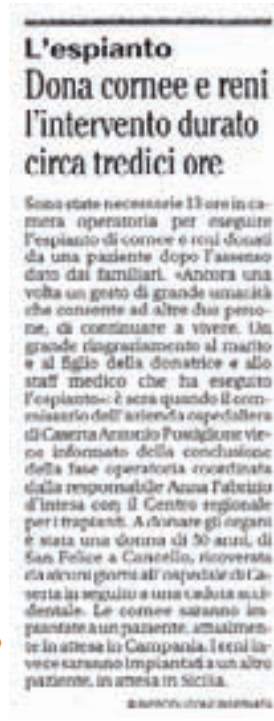 L'espianto
Dona cornee e reni
l'intervento durato
circa tredici ore
Sono state necessarie 13 ore in ca-
mera operatoria per eseguire
l'espianto di cornee e reni donati
da una paziente dopo l'assenso
dato dai familiari. «Ancora una
volta un gesto di grande umanità
che consente ad altre due perso-
ne, di continuare a vivere. Un
grande ringraziamento al marito
e al figlio della donatrice e allo
staff medico che ha eseguito
l'espianto»: è sera quando il com-
missario dell'azienda ospedaliera
di Caserta Antonio Postiglione vie-
ne informato della conclusione
della fase operatoria coordinata
dalla responsabile Anna Fabrizio
d'intesa con il Centro regionale
per i trapianti. A donare gli organi
è stata una donna di 50 anni, di
San Felice a Cancello, ricoverata
da alcuni giorni all'ospedale di Ca-
serta in seguito a una caduta acci-
dentale. Le cornee saranno im-
piantate a un paziente, attualmen-
te in attesa in Campania. I reni in-
vece saranno impiantati a un altro
paziente, in attesa in Sicilia.